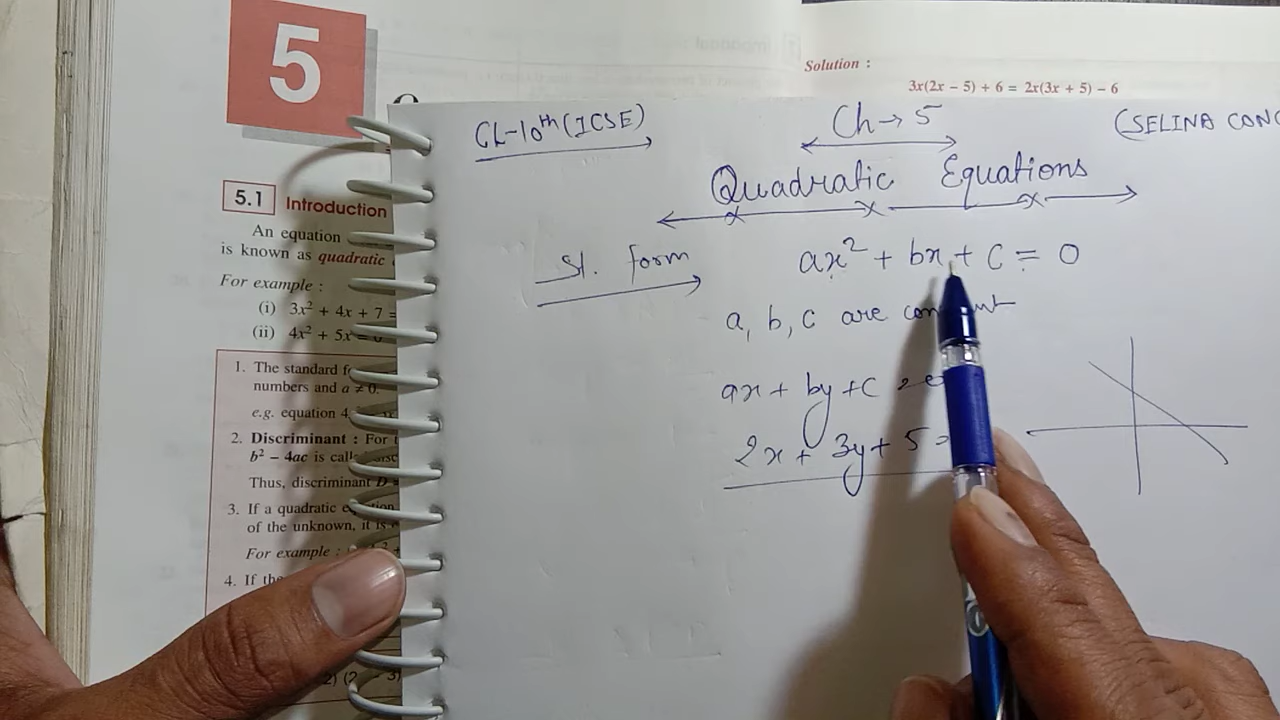 5
Solution :
3x(2x − 5) + 6 = 2x(3x + 5) − 6
CL-10th (ICSE)
Ch → 5
(SELINA CONC
Quadratic Equations
5.1 Introduction
An equation
is known as quadratic
For example :
(i) 3x² + 4x + 7 =
(ii) 4x² + 5x = 0
1. The standard
numbers and a ≠ 0.
e.g. equation 4
2. Discriminant : For
b² − 4ac is call
Thus, discriminant D =
3. If a quadratic
of the unknown, it is
For example :
4. If the
St. form
ax² + bx + c = 0
a, b, c are
ax + by + c
2x + 3y + 5 =